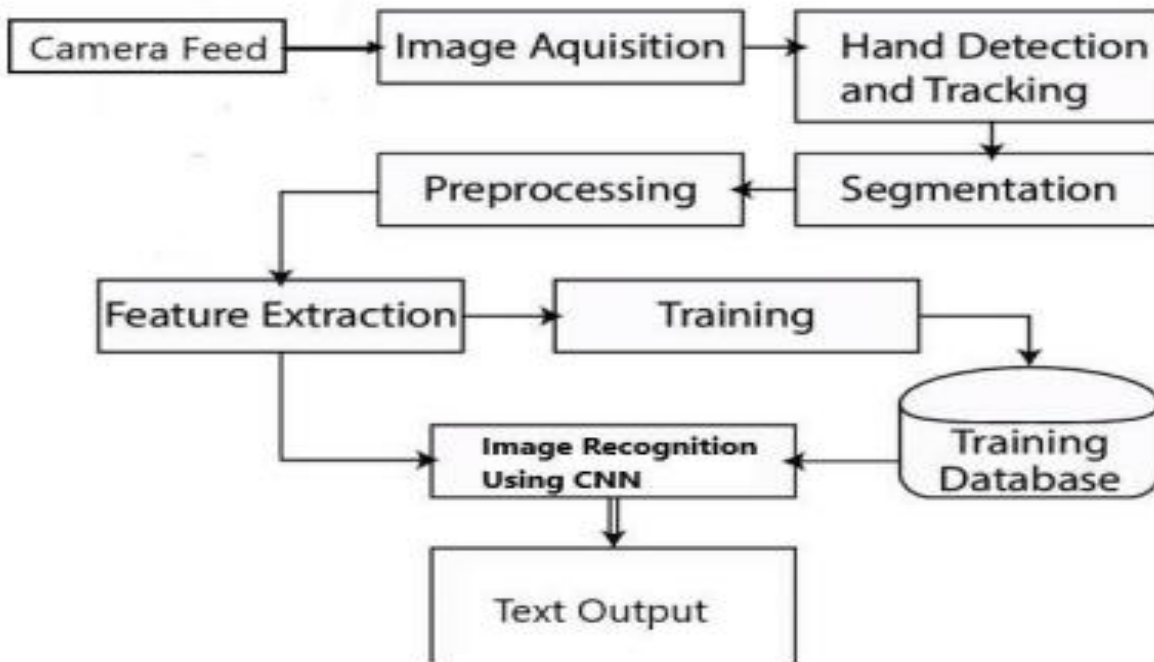 Camera Feed
Image Aquisition
Hand Detection
and Tracking
Preprocessing
Segmentation
Feature Extraction
Training
Image Recognition
Using CNN
Training
Database
Text Output